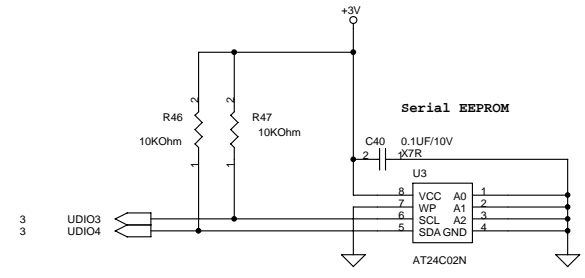 +3V
2
2
R46
R47
10KOhm
10KOhm
1
1
Serial EEPROM
C40
0.1UF/10V
2
1
X7R
U3
8
VCC
A0
1
7
WP
A1
2
3
UDIO3
6
SCL
A2
3
3
UDIO4
5
SDA
GND
4
AT24C02N